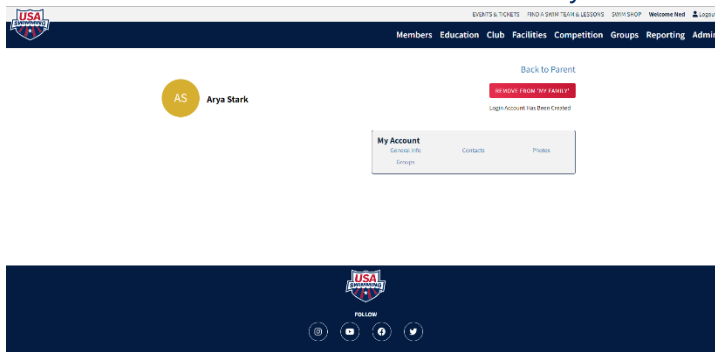 USA
SWIMMING
EVENTS & TICKETS FIND A SWIM TEAM & LESSONS SWIM SHOP Welcome Ned Logout
Members Education Club Facilities Competition Groups Reporting Admin
Back to Parent
AS Arya Stark
REMOVE FROM 'MY FAMILY'
Login Account Has Been Created
My Account
General Info Contacts Photos
Groups
USA
SWIMMING
FOLLOW